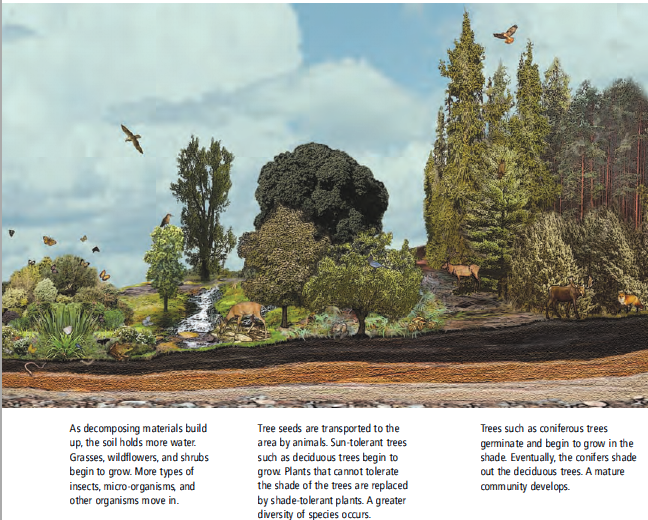 As decomposing materials build
up, the soil holds more water.
Grasses, wildflowers, and shrubs
begin to grow. More types of
insects, micro-organisms, and
other organisms move in.
Tree seeds are transported to the
area by animals. Sun-tolerant trees
such as deciduous trees begin to
grow. Plants that cannot tolerate
the shade of the trees are replaced
by shade-tolerant plants. A greater
diversity of species occurs.
Trees such as coniferous trees
germinate and begin to grow in the
shade. Eventually, the conifers shade
out the deciduous trees. A mature
community develops.